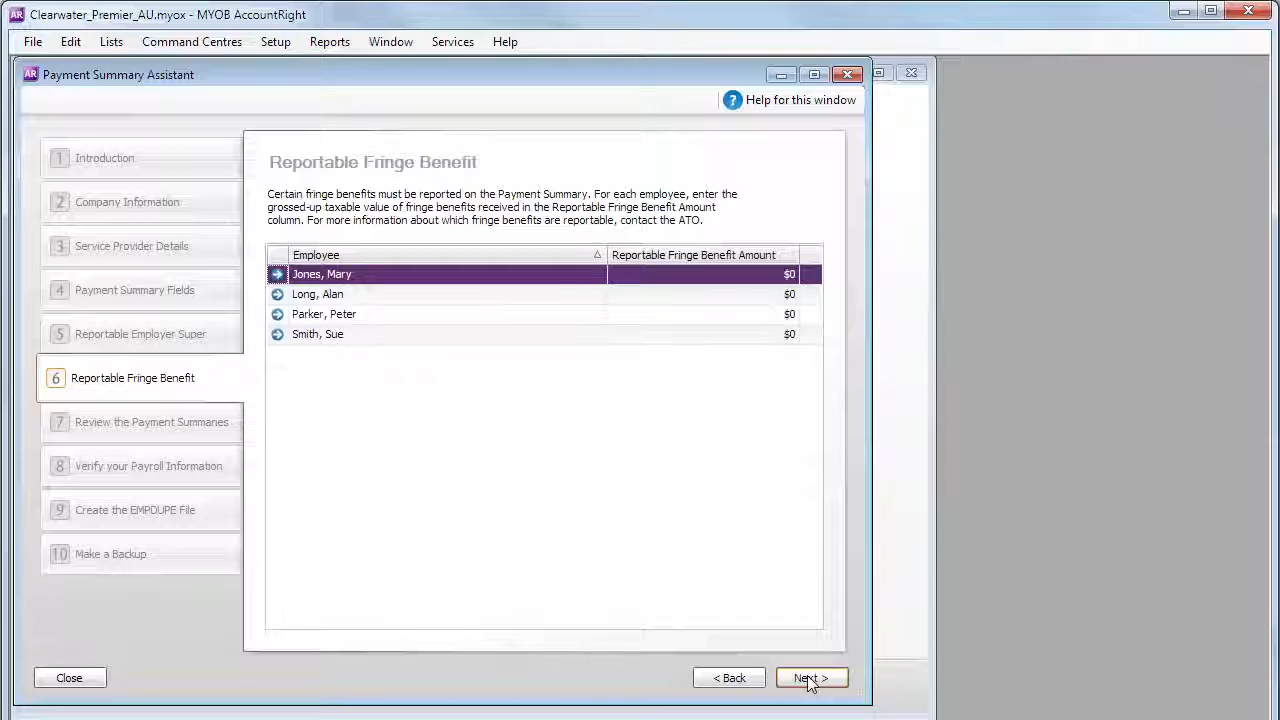 AR Clearwater_Premier_AU.myox - MYOB AccountRight
File Edit Lists Command Centres Setup Reports Window Services Help
AR Payment Summary Assistant
? Help for this window
1 Introduction
2 Company Information
3 Service Provider Details
4 Payment Summary Fields
5 Reportable Employer Super
6 Reportable Fringe Benefit
7 Review the Payment Summaries
8 Verify your Payroll Information
9 Create the EMPDUPE File
10 Make a Backup
Reportable Fringe Benefit
Certain fringe benefits must be reported on the Payment Summary. For each employee, enter the
grossed-up taxable value of fringe benefits received in the Reportable Fringe Benefit Amount
column. For more information about which fringe benefits are reportable, contact the ATO.
Employee Reportable Fringe Benefit Amount
Jones, Mary $0
Long, Alan $0
Parker, Peter $0
Smith, Sue $0
Close < Back Next >